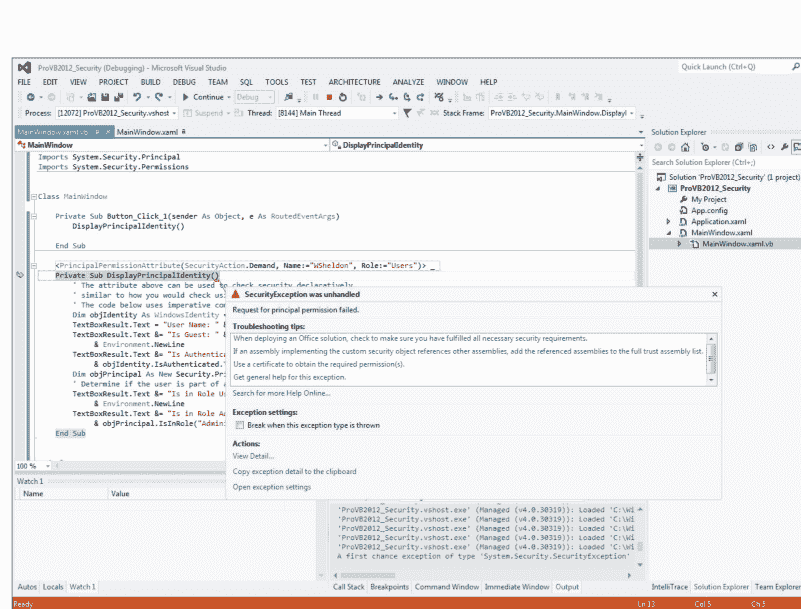 ProVB2012_Security (Debugging) - Microsoft Visual Studio
Quick Launch (Ctrl+Q)
FILE EDIT VIEW PROJECT BUILD DEBUG TEAM SQL TOOLS TEST ARCHITECTURE ANALYZE WINDOW HELP
Continue Debug
Process: [12072] ProVB2012_Security.vshost Suspend Thread: [8144] Main Thread Stack Frame: ProVB2012_Security.MainWindow.Displayl
MainWindow.xaml.vb MainWindow.xaml
MainWindow DisplayPrincipalIdentity
Imports System.Security.Principal
Imports System.Security.Permissions
Class MainWindow
Private Sub Button_Click_1(sender As Object, e As RoutedEventArgs)
DisplayPrincipalIdentity()
End Sub
<PrincipalPermissionAttribute(SecurityAction.Demand, Name:="WSheldon", Role:="Users")> _
Private Sub DisplayPrincipalIdentity()
' The attribute above can be used to check security declaratively
' similar to how you would check us
' The code below uses imperative co
Dim objIdentity As WindowsIdentity
TextBoxResult.Text = "User Name: " &
TextBoxResult.Text &= "Is Guest: " &
& Environment.NewLine
TextBoxResult.Text &= "Is Authentica
& objIdentity.IsAuthenticated.
Dim objPrincipal As New Security.Pri
' Determine if the user is part of
TextBoxResult.Text &= "Is in Role Us
& Environment.NewLine
TextBoxResult.Text &= "Is in Role A
& objPrincipal.IsInRole("Admin
End Sub
SecurityException was unhandled
Request for principal permission failed.
Troubleshooting tips:
When deploying an Office solution, check to make sure you have fulfilled all necessary security requirements.
If an assembly implementing the custom security object references other assemblies, add the referenced assemblies to the full trust assembly list.
Use a certificate to obtain the required permission(s).
Get general help for this exception.
Search for more Help Online...
Exception settings:
Break when this exception type is thrown
Actions:
View Detail...
Copy exception detail to the clipboard
Open exception settings
Solution Explorer
Search Solution Explorer (Ctrl+;)
Solution 'ProVB2012_Security' (1 project)
ProVB2012_Security
My Project
App.config
Application.xaml
MainWindow.xaml
MainWindow.xaml.vb
100 %
Watch 1
Name Value
'ProVB2012_Security.vshost.exe' (Managed (v4.0.30319)): Loaded 'C:\Wi
'ProVB2012_Security.vshost.exe' (Managed (v4.0.30319)): Loaded 'C:\Wi
'ProVB2012_Security.vshost.exe' (Managed (v4.0.30319)): Loaded 'C:\Wi
'ProVB2012_Security.vshost.exe' (Managed (v4.0.30319)): Loaded 'C:\Wi
'ProVB2012_Security.vshost.exe' (Managed (v4.0.30319)): Loaded 'C:\Wi
A first chance exception of type 'System.Security.SecurityException'
Autos Locals Watch 1
Call Stack Breakpoints Command Window Immediate Window Output
IntelliTrace Solution Explorer Team Explorer
Ready Ln 13 Col 5 Ch 5